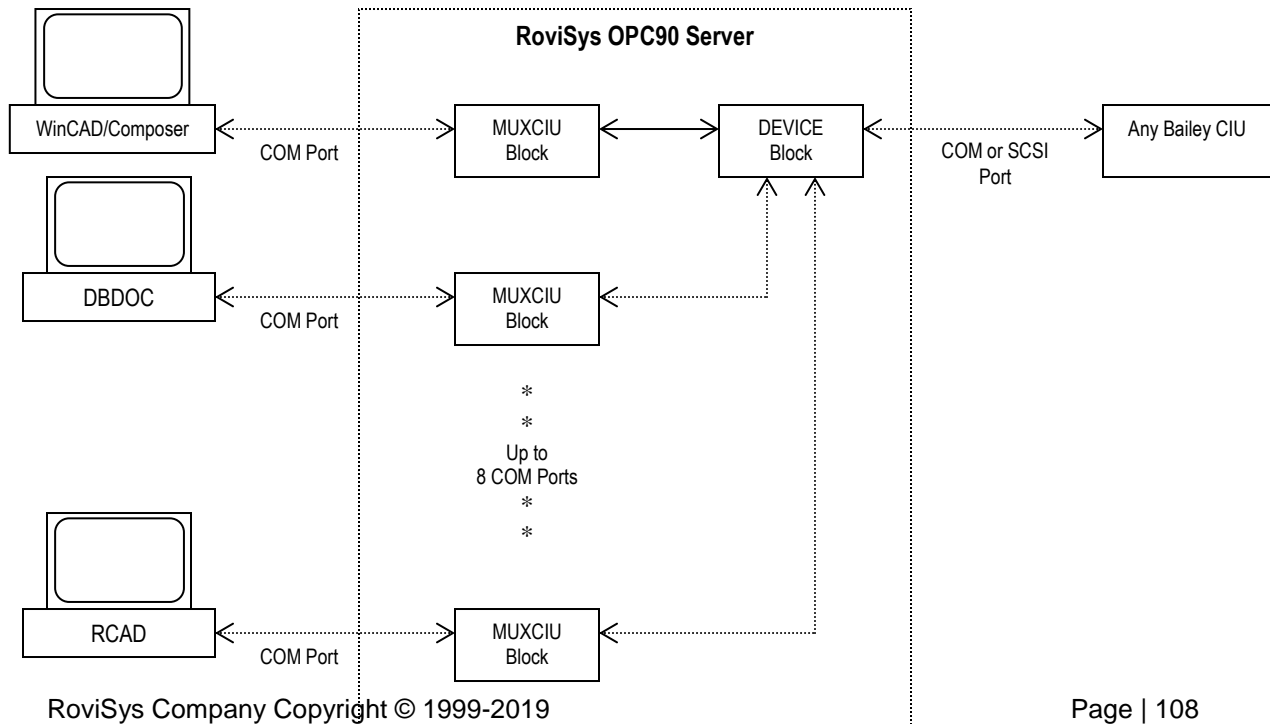 RoviSys OPC90 Server
WinCAD/Composer
COM Port
MUXCIU
Block
DEVICE
Block
COM or SCSI
Port
Any Bailey CIU
DBDOC
COM Port
MUXCIU
Block
*
*
Up to
8 COM Ports
*
*
RCAD
COM Port
MUXCIU
Block
RoviSys Company Copyright © 1999-2019
Page | 108